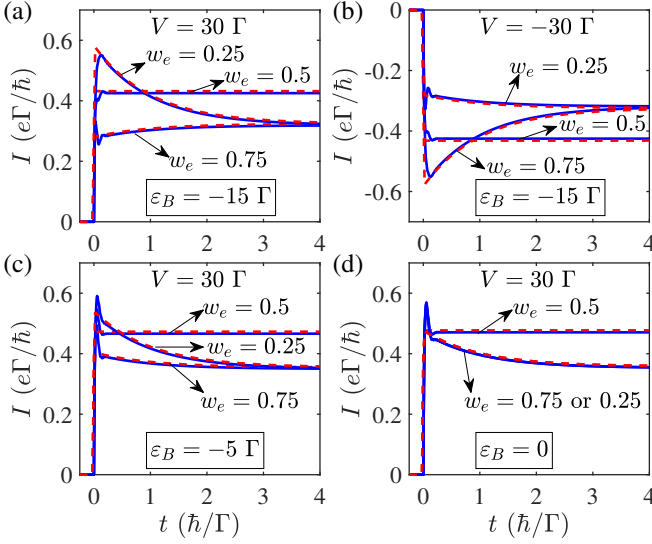 (a)
V = 30 Γ
w_e = 0.25
w_e = 0.5
w_e = 0.75
ε_B = −15 Γ
I (eΓ/ħ)
0.6
0.4
0.2
0
0 1 2 3 4
(b)
V = −30 Γ
w_e = 0.25
w_e = 0.5
w_e = 0.75
ε_B = −15 Γ
I (eΓ/ħ)
0
-0.2
-0.4
-0.6
0 1 2 3 4
(c)
V = 30 Γ
w_e = 0.5
w_e = 0.25
w_e = 0.75
ε_B = −5 Γ
I (eΓ/ħ)
0.6
0.4
0.2
0
0 1 2 3 4
t (ħ/Γ)
(d)
V = 30 Γ
w_e = 0.5
w_e = 0.75 or 0.25
ε_B = 0
I (eΓ/ħ)
0.6
0.4
0.2
0
0 1 2 3 4
t (ħ/Γ)